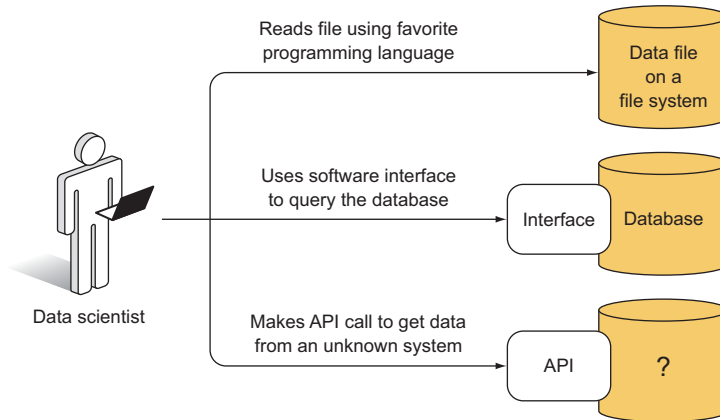 Reads file using favorite
programming language
Data file
on a
file system
Uses software interface
to query the database
Interface
Database
Data scientist
Makes API call to get data
from an unknown system
API
?